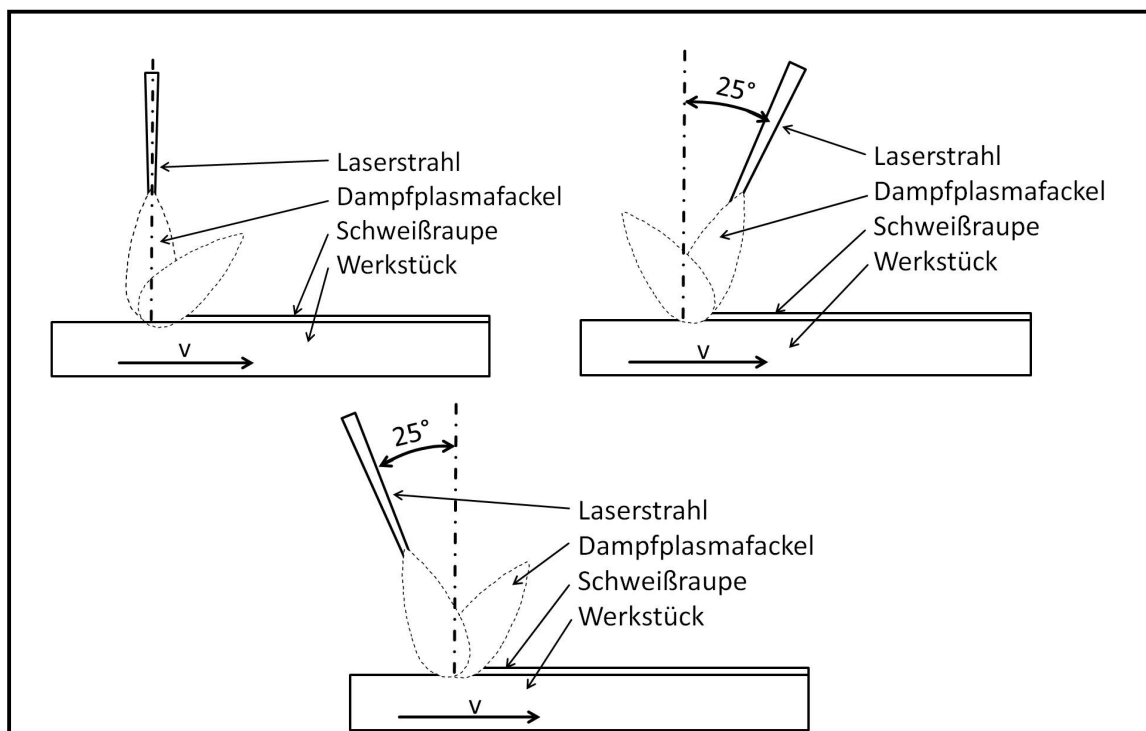 Laserstrahl
Dampfplasmafackel
Schweißraupe
Werkstück
v
25°
Laserstrahl
Dampfplasmafackel
Schweißraupe
Werkstück
v
25°
Laserstrahl
Dampfplasmafackel
Schweißraupe
Werkstück
v